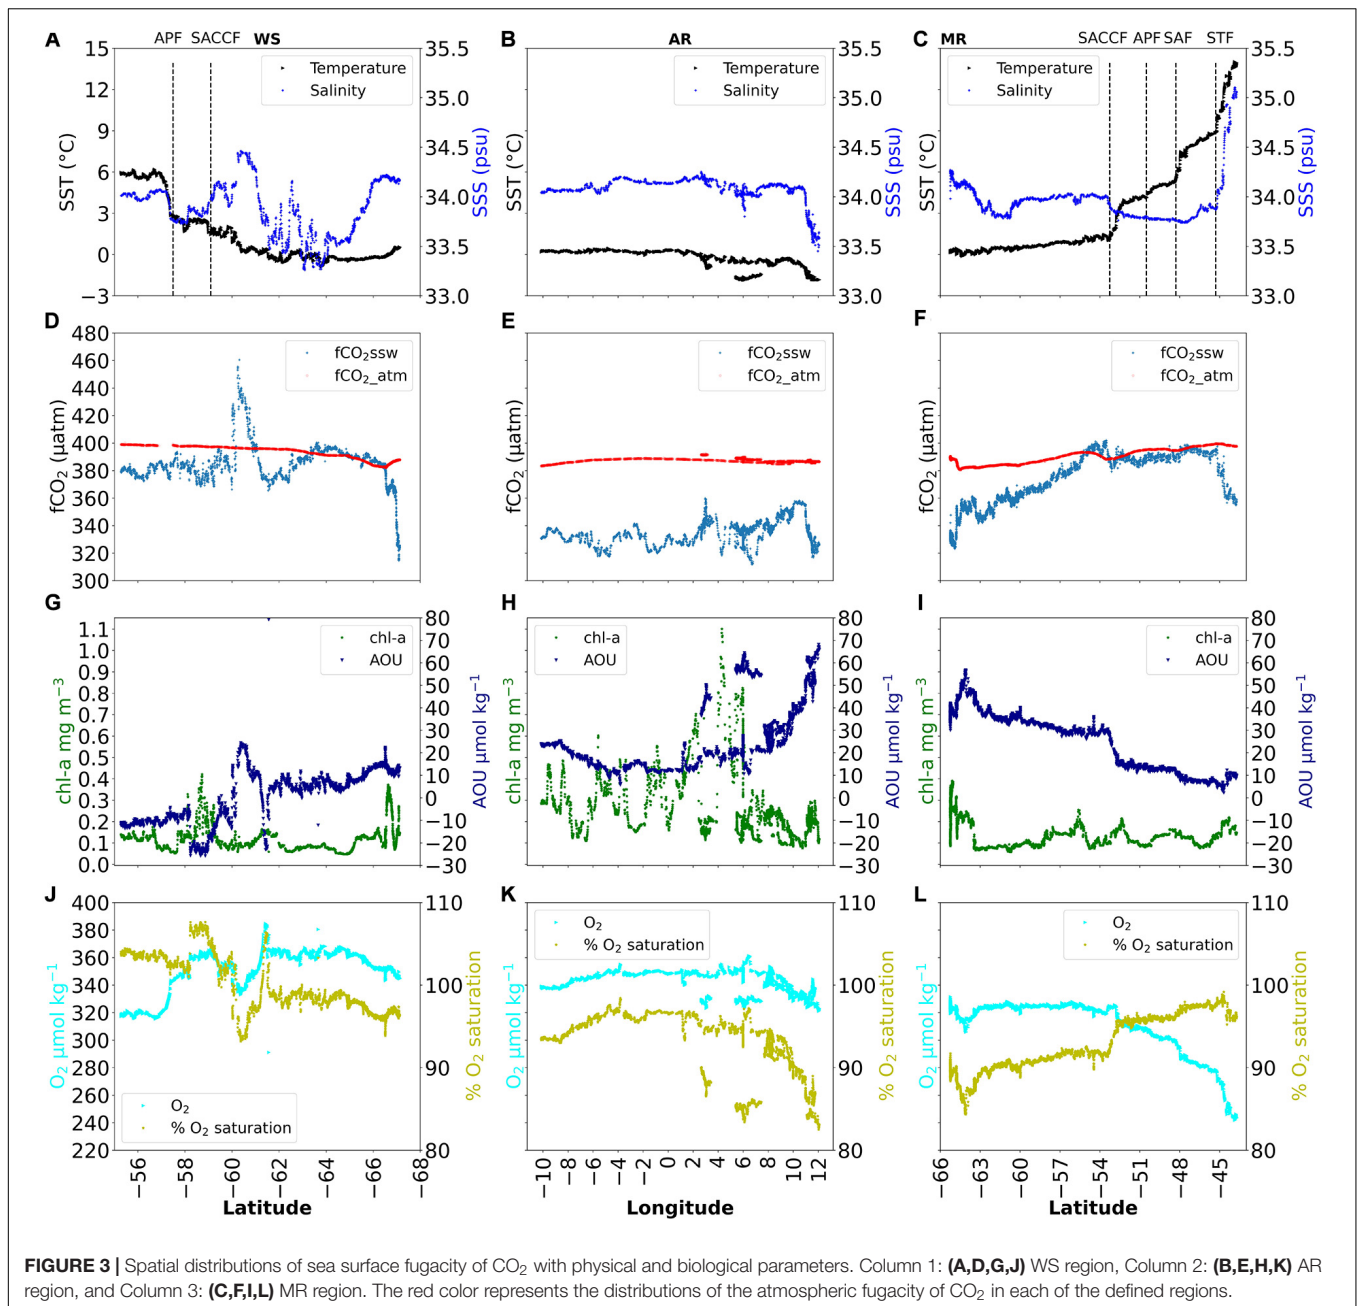 A APF SACCF WS
15 12 9 6 3 0 −3
SST (°C)
Temperature
Salinity
35.5 35.0 34.5 34.0 33.5 33.0
SSS (psu)
B AR
15 12 9 6 3 0 −3
SST (°C)
Temperature
Salinity
35.5 35.0 34.5 34.0 33.5 33.0
SSS (psu)
C MR SACCF APF SAF STF
15 12 9 6 3 0 −3
SST (°C)
Temperature
Salinity
35.5 35.0 34.5 34.0 33.5 33.0
SSS (psu)
D
480 460 440 420 400 380 360 340 320 300
fCO₂ (µatm)
fCO₂ssw
fCO₂_atm
E
fCO₂ (µatm)
fCO₂ssw
fCO₂_atm
F
fCO₂ (µatm)
fCO₂ssw
fCO₂_atm
G
1.1 1.0 0.9 0.8 0.7 0.6 0.5 0.4 0.3 0.2 0.1 0.0
chl-a mg m⁻³
chl-a
AOU
80 70 60 50 40 30 20 10 0 −10 −20 −30
AOU µmol kg⁻¹
H
chl-a mg m⁻³
chl-a
AOU
80 70 60 50 40 30 20 10 0 −10 −20 −30
AOU µmol kg⁻¹
I
chl-a mg m⁻³
chl-a
AOU
80 70 60 50 40 30 20 10 0 −10 −20 −30
AOU µmol kg⁻¹
J
400 380 360 340 320 300 280 260 240 220
O₂ µmol kg⁻¹
O₂
% O₂ saturation
110 100 90 80
% O₂ saturation
−56 −58 −60 −62 −64 −66 −68
Latitude
K
O₂ µmol kg⁻¹
O₂
% O₂ saturation
110 100 90 80
% O₂ saturation
−10 −8 −6 −4 −2 0 2 4 6 8 10 12
Longitude
L
O₂ µmol kg⁻¹
O₂
% O₂ saturation
110 100 90 80
% O₂ saturation
−66 −63 −60 −57 −54 −51 −48 −45
Latitude
FIGURE 3 | Spatial distributions of sea surface fugacity of CO₂ with physical and biological parameters. Column 1: (A,D,G,J) WS region, Column 2: (B,E,H,K) AR
region, and Column 3: (C,F,I,L) MR region. The red color represents the distributions of the atmospheric fugacity of CO₂ in each of the defined regions.